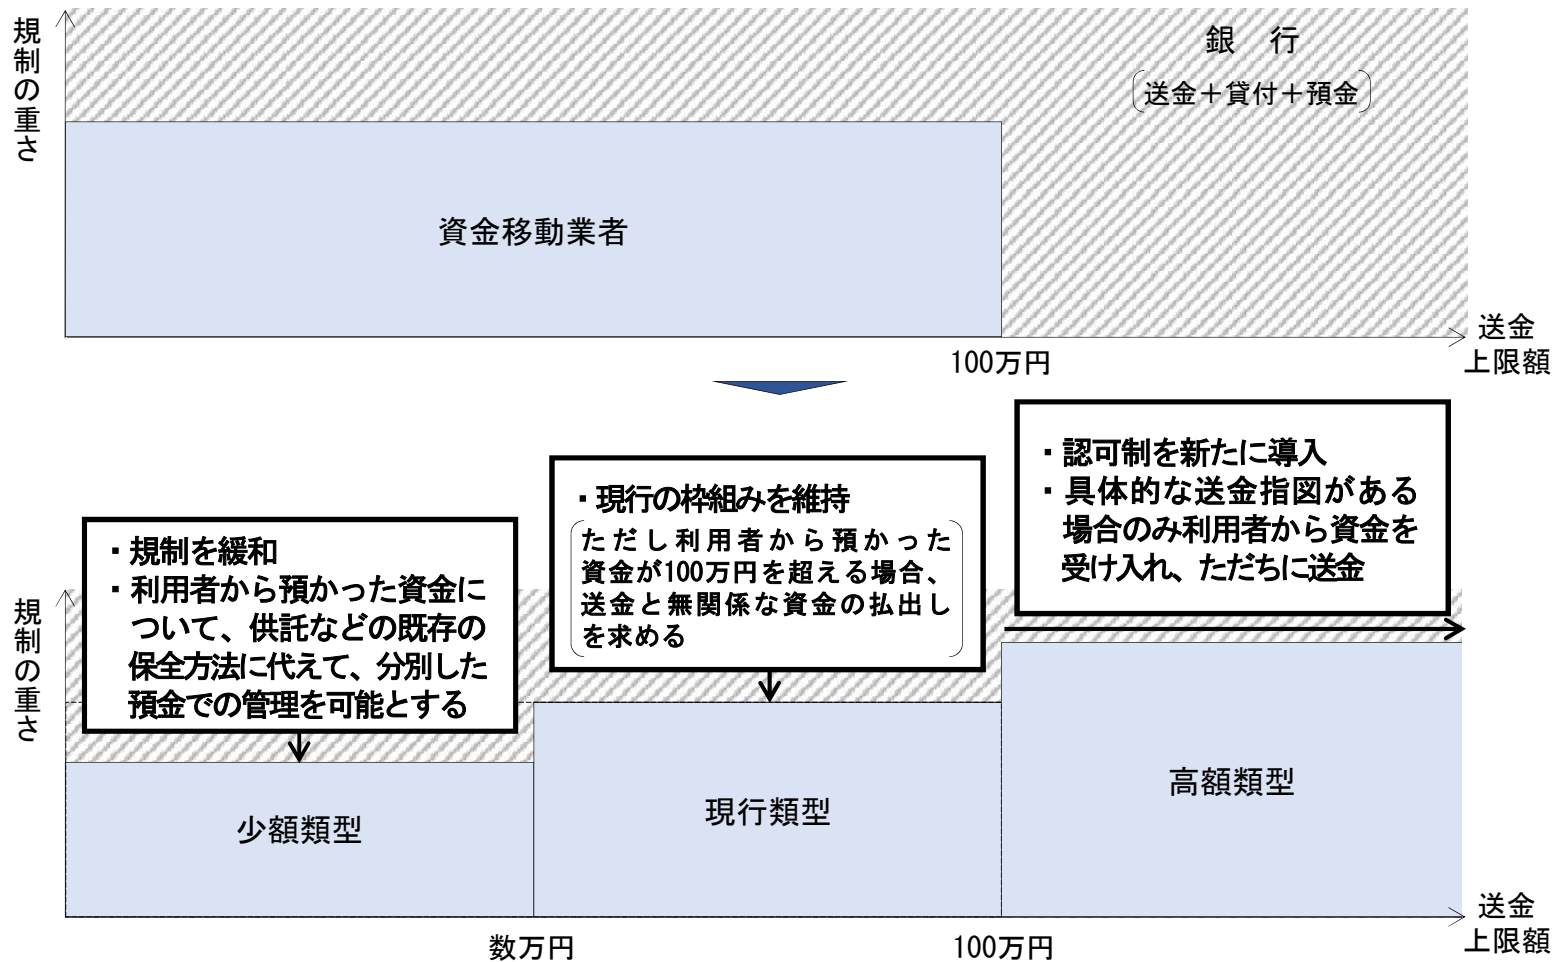 規制の重さ
銀　行
送金＋貸付＋預金
資金移動業者
100万円
送金
上限額
・認可制を新たに導入
・具体的な送金指図がある
場合のみ利用者から資金を
受け入れ、ただちに送金
・現行の枠組みを維持
ただし利用者から預かった
資金が100万円を超える場合、
送金と無関係な資金の払出し
を求める
・規制を緩和
・利用者から預かった資金に
ついて、供託などの既存の
保全方法に代えて、分別した
預金での管理を可能とする
規制の重さ
少額類型
現行類型
高額類型
数万円
100万円
送金
上限額